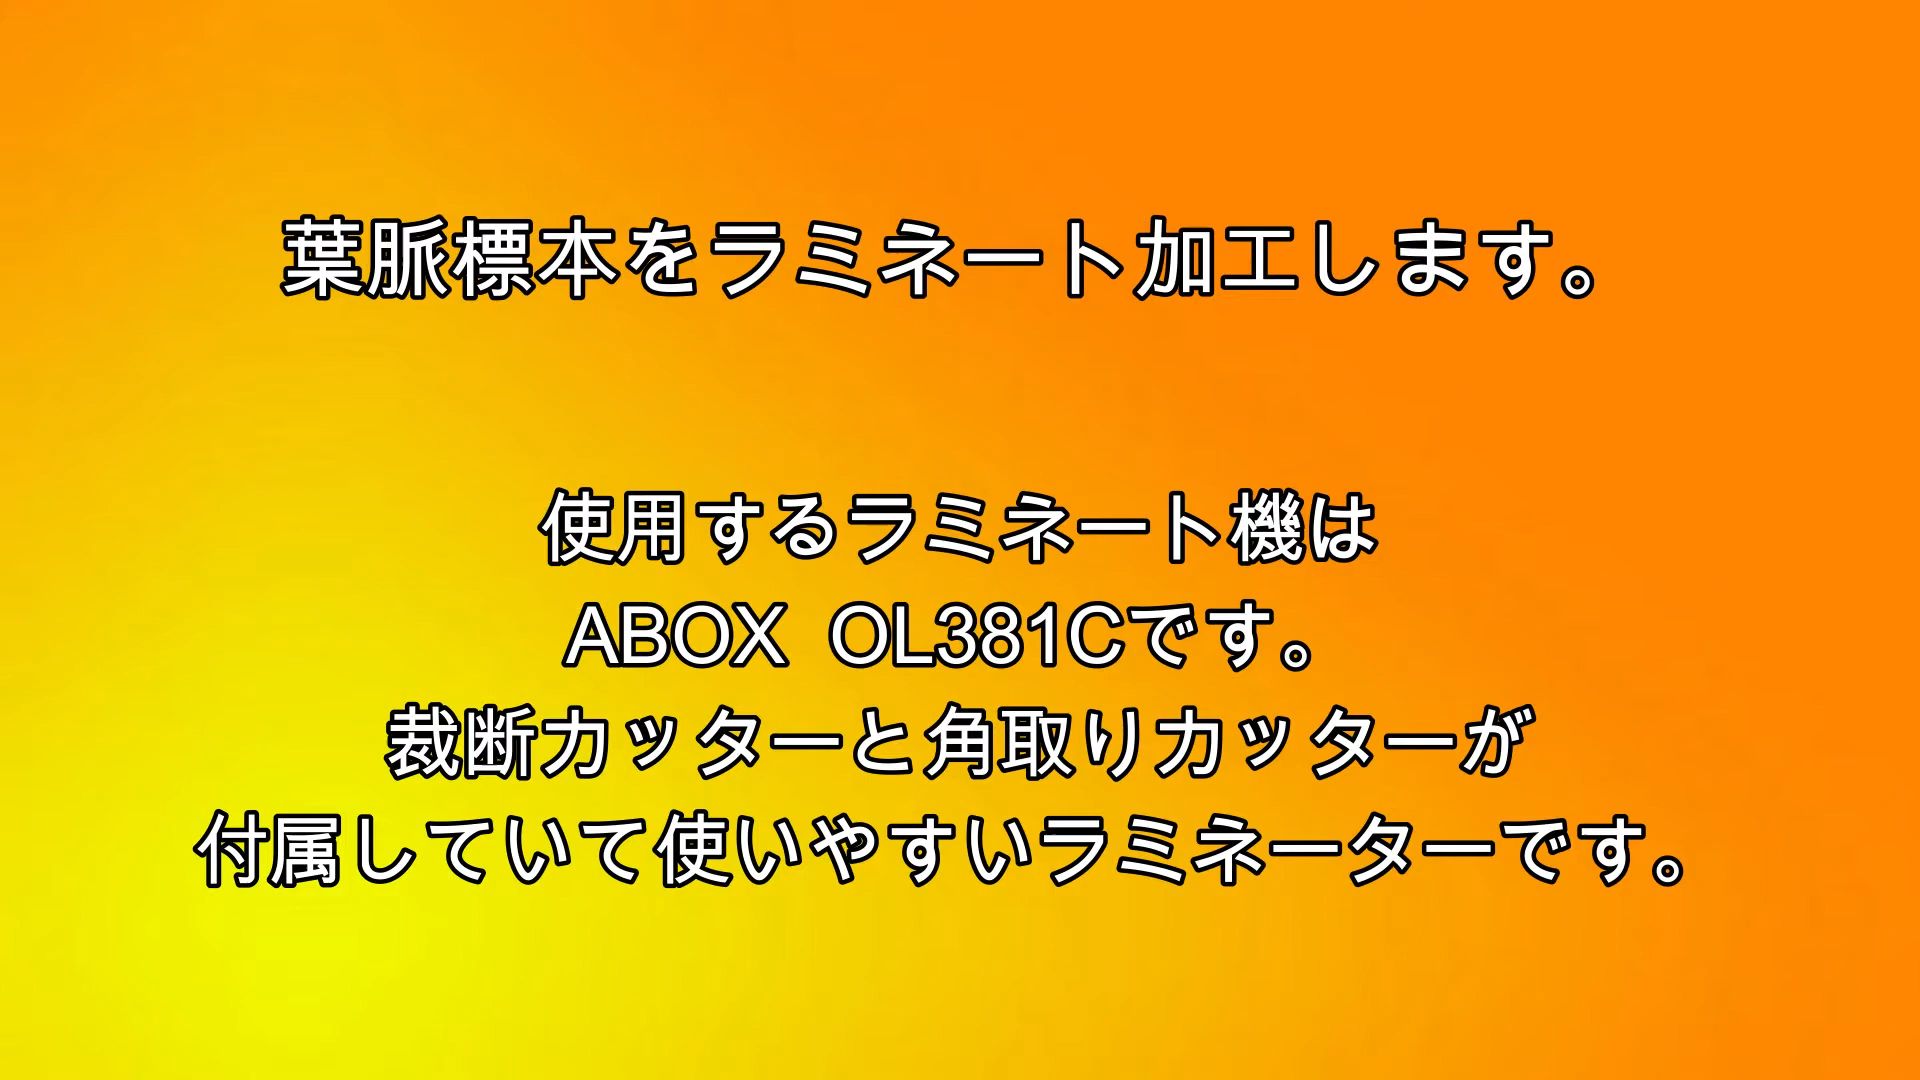 葉脈標本をラミネート加工します。
使用するラミネート機は
ABOX　OL381Cです。
裁断カッターと角取りカッターが
付属していて使いやすいラミネーターです。